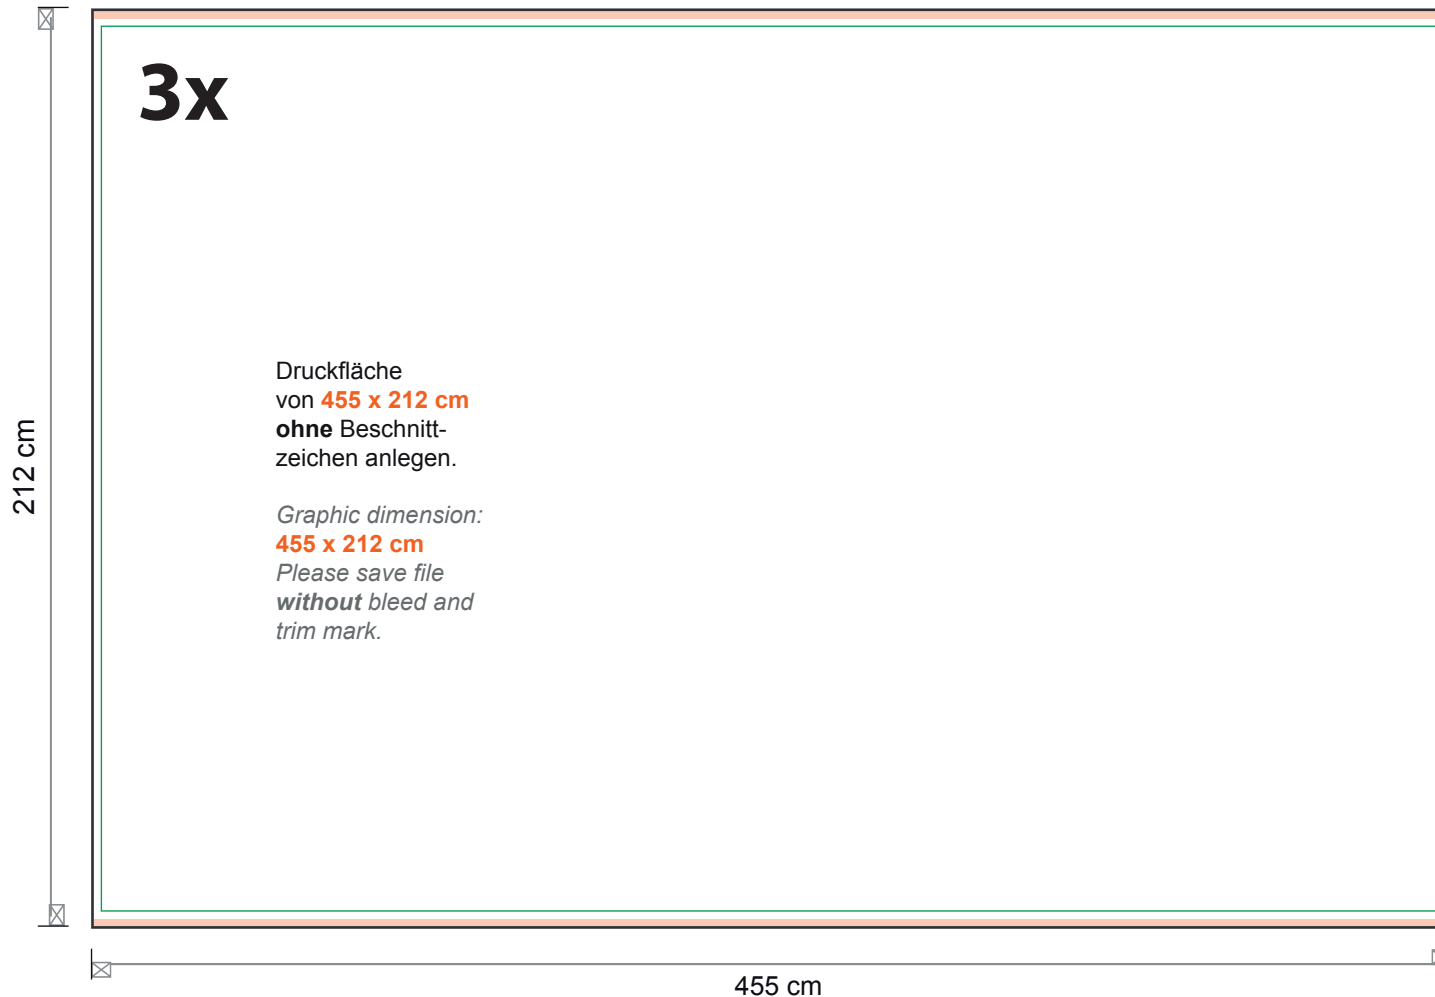 3x
Druckfläche
von 455 x 212 cm
ohne Beschnitt-
zeichen anlegen.
Graphic dimension:
455 x 212 cm
Please save file
without bleed and
trim mark.
212 cm
455 cm